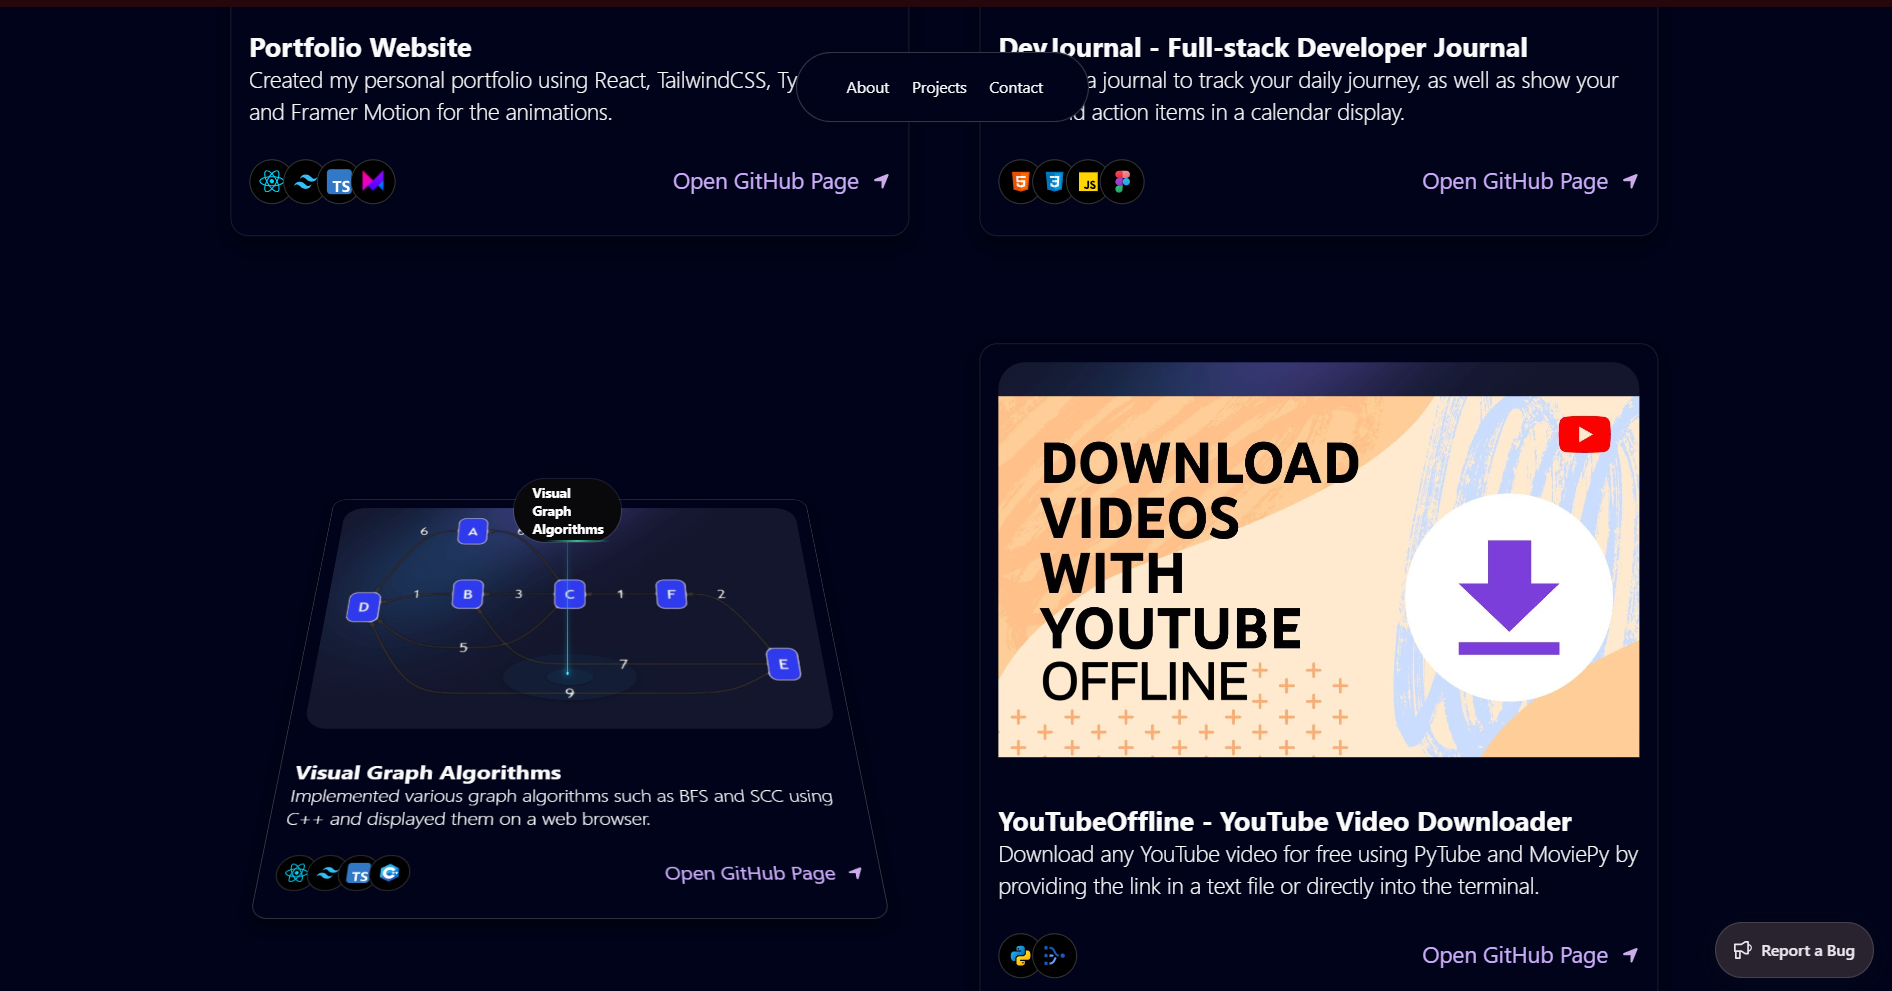 Portfolio Website
Created my personal portfolio using React, TailwindCSS, Ty
and Framer Motion for the animations.
TS
Open GitHub Page
About Projects Contact
DevJournal - Full-stack Developer Journal
a journal to track your daily journey, as well as show your
action items in a calendar display.
5 3 JS
Open GitHub Page
Visual
Graph
Algorithms
6 A
D 1 B 3 C 1 F 2
5
7 E
9
Visual Graph Algorithms
Implemented various graph algorithms such as BFS and SCC using
C++ and displayed them on a web browser.
TS
Open GitHub Page
DOWNLOAD
VIDEOS
WITH
YOUTUBE
OFFLINE
YouTubeOffline - YouTube Video Downloader
Download any YouTube video for free using PyTube and MoviePy by
providing the link in a text file or directly into the terminal.
Open GitHub Page
Report a Bug